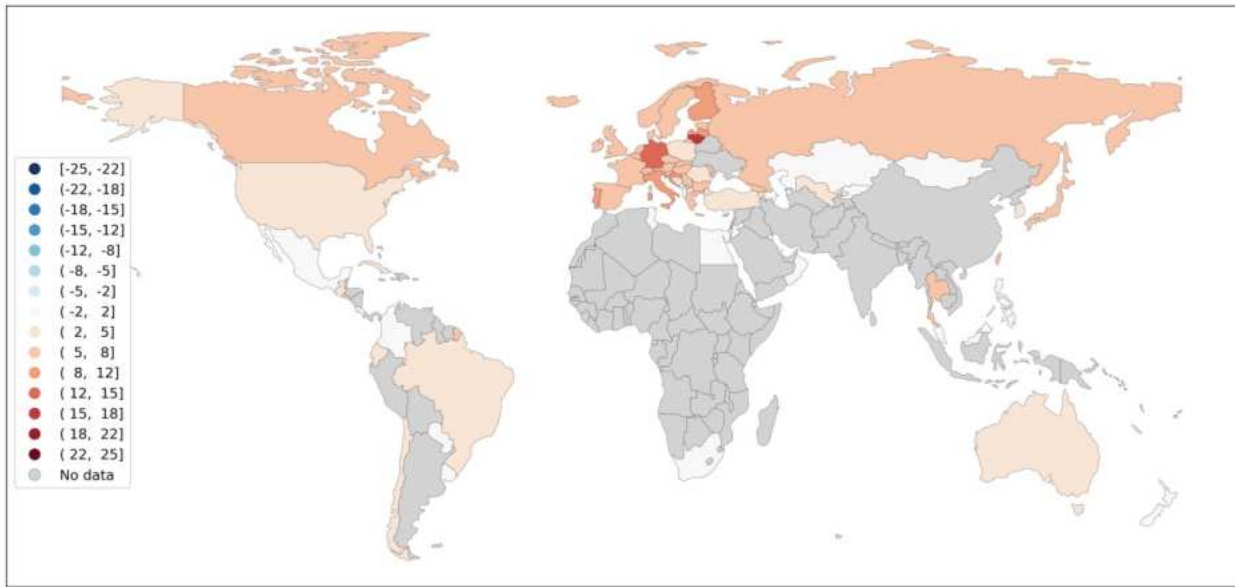 [-25, -22]
(-22, -18]
(-18, -15]
(-15, -12]
(-12, -8]
(-8, -5]
(-5, -2]
(-2, 2]
( 2, 5]
( 5, 8]
( 8, 12]
( 12, 15]
( 15, 18]
( 18, 22]
( 22, 25]
No data